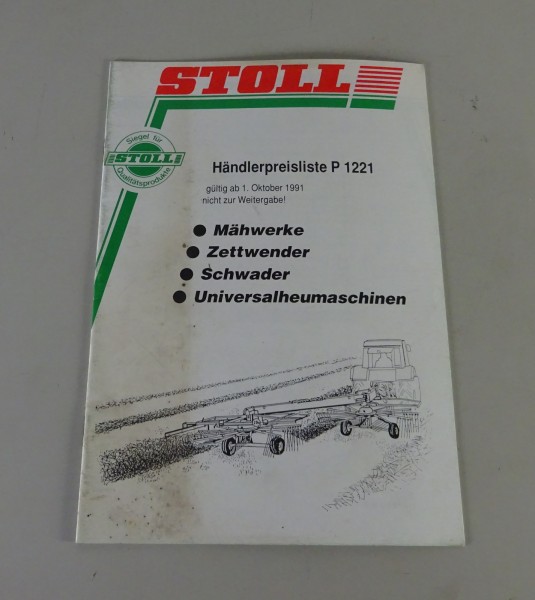 STOLL
Siegel für
STOLL
Qualitätsprodukte
Händlerpreisliste P 1221
gültig ab 1. Oktober 1991
nicht zur Weitergabe!
● Mähwerke
● Zettwender
● Schwader
● Universalheumaschinen